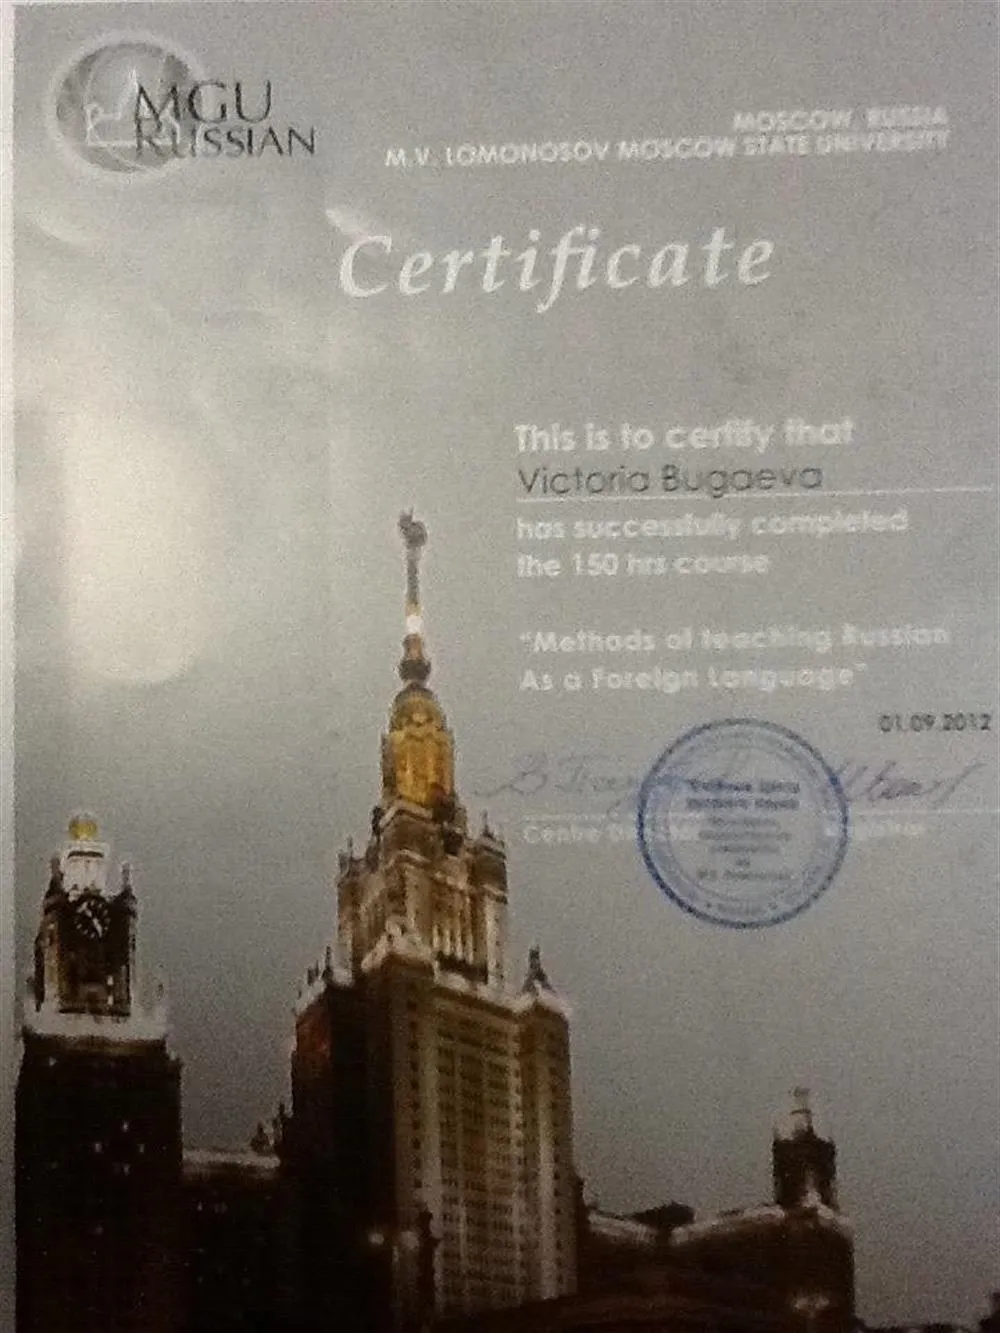 MGU
RUSSIAN
MOSCOW, RUSSIA
M.V. LOMONOSOV MOSCOW STATE UNIVERSITY
Certificate
This is to certify that
Victoria Bugaeva
has successfully completed
the 150 hrs course
"Methods of teaching Russian
As a Foreign Language"
01.09.2012
Centre